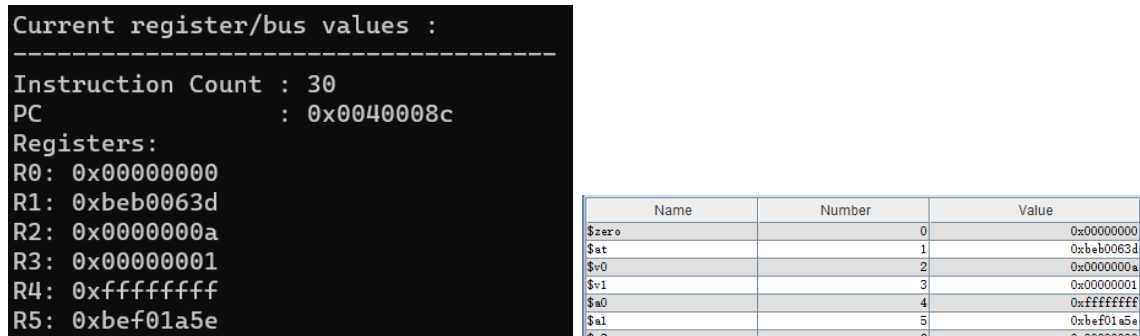 Current register/bus values :
-------------------------------------
Instruction Count : 30
PC : 0x0040008c
Registers:
R0: 0x00000000
R1: 0xbeb0063d
R2: 0x0000000a
R3: 0x00000001
R4: 0xffffffff
R5: 0xbef01a5e
Name Number Value
$zero 0 0x00000000
$at 1 0xbeb0063d
$v0 2 0x0000000a
$v1 3 0x00000001
$a0 4 0xffffffff
$a1 5 0xbef01a5e